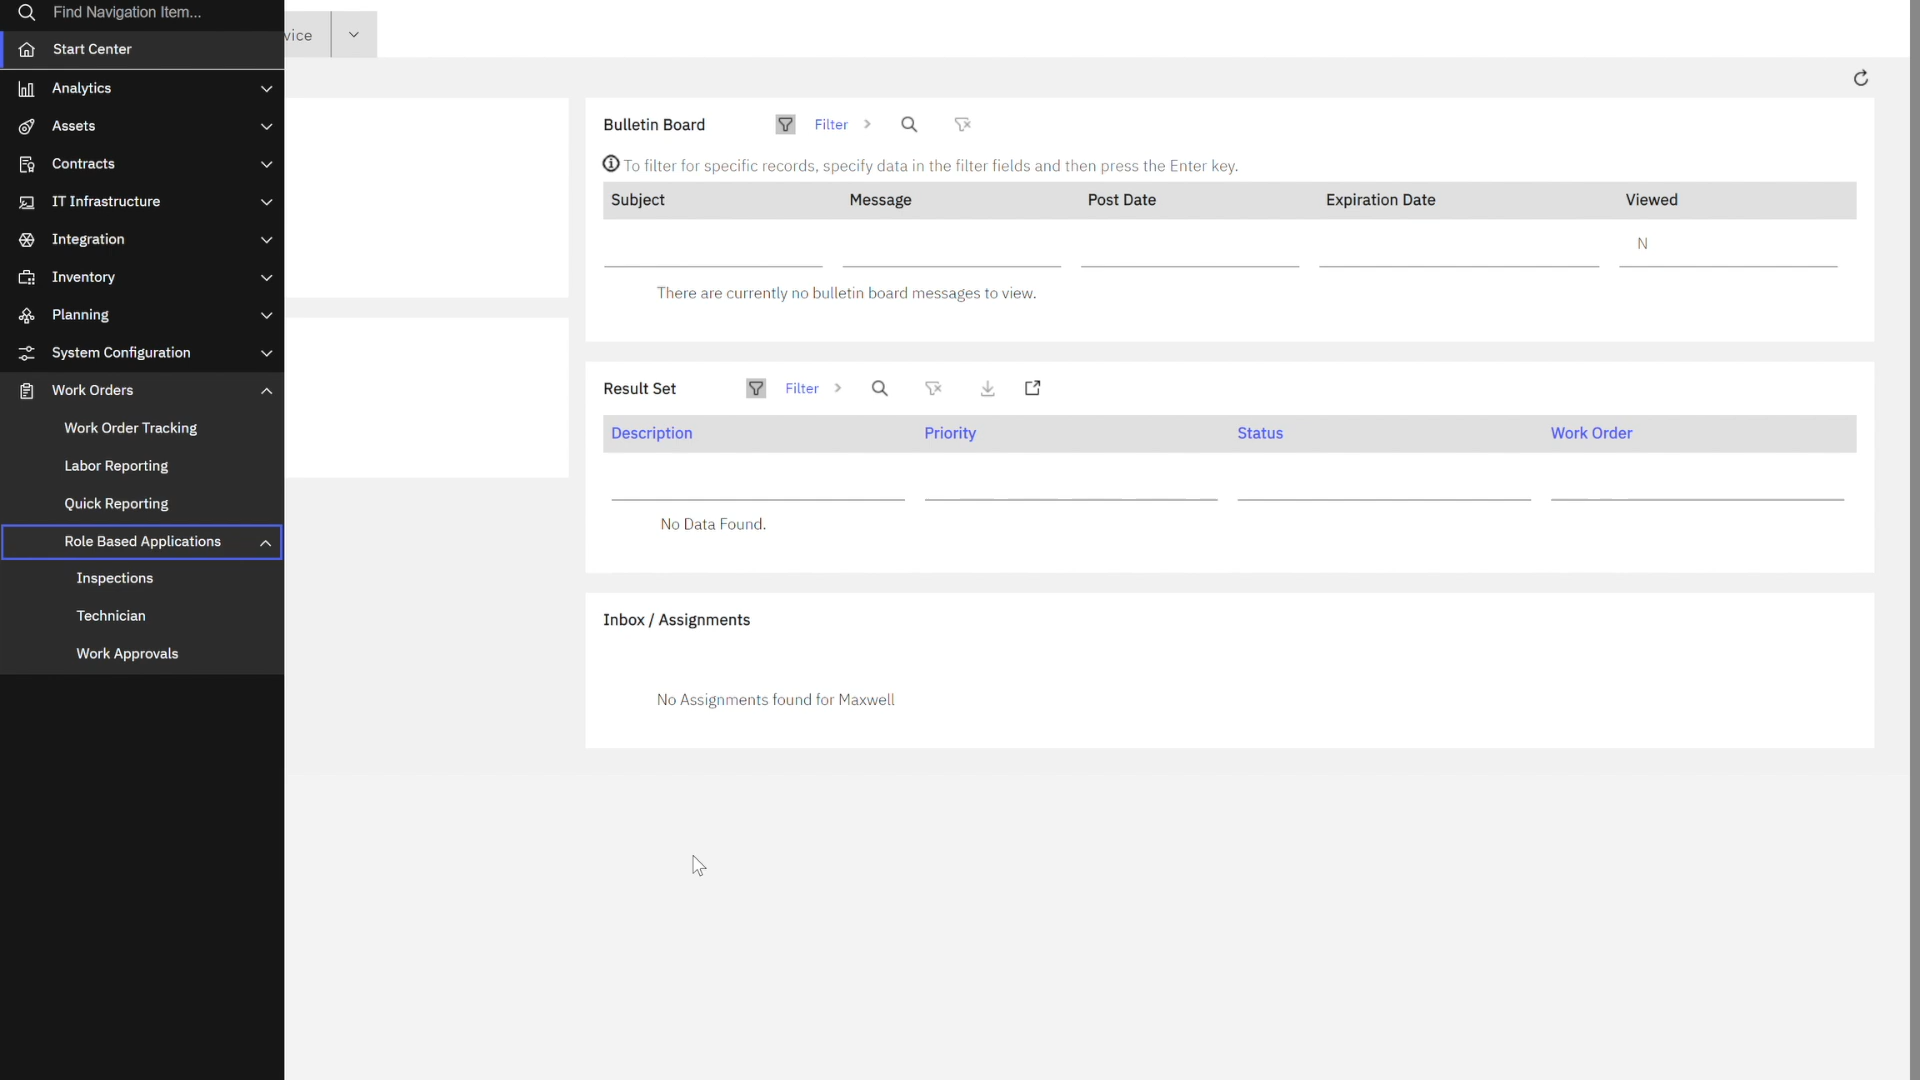 Find Navigation Item...
Start Center
Analytics
Assets
Contracts
IT Infrastructure
Integration
Inventory
Planning
System Configuration
Work Orders
Work Order Tracking
Labor Reporting
Quick Reporting
Role Based Applications
Inspections
Technician
Work Approvals
vice
Bulletin Board Filter
To filter for specific records, specify data in the filter fields and then press the Enter key.
Subject Message Post Date Expiration Date Viewed
N
There are currently no bulletin board messages to view.
Result Set Filter
Description Priority Status Work Order
No Data Found.
Inbox / Assignments
No Assignments found for Maxwell